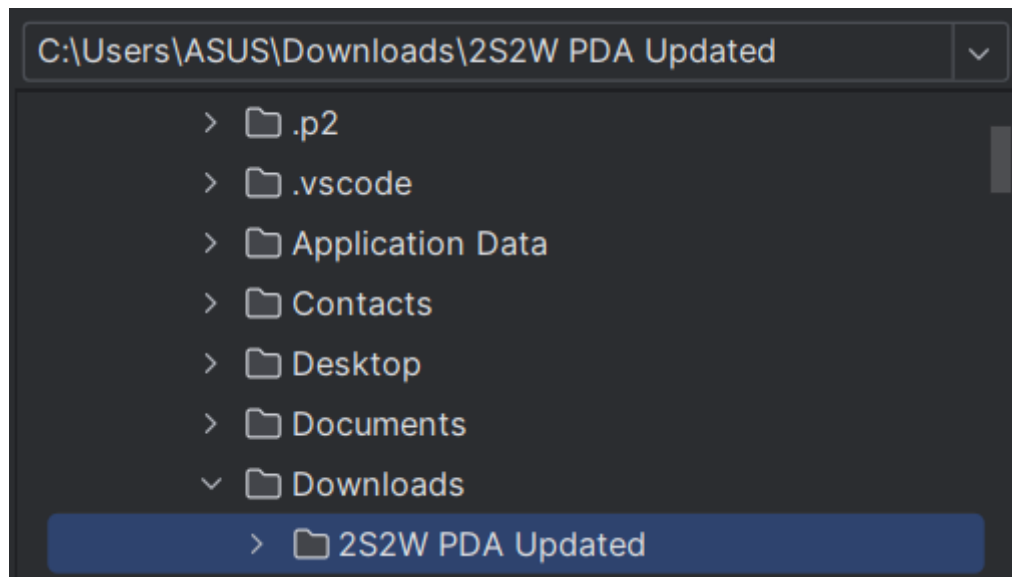 C:\Users\ASUS\Downloads\2S2W PDA Updated
.p2
.vscode
Application Data
Contacts
Desktop
Documents
Downloads
2S2W PDA Updated